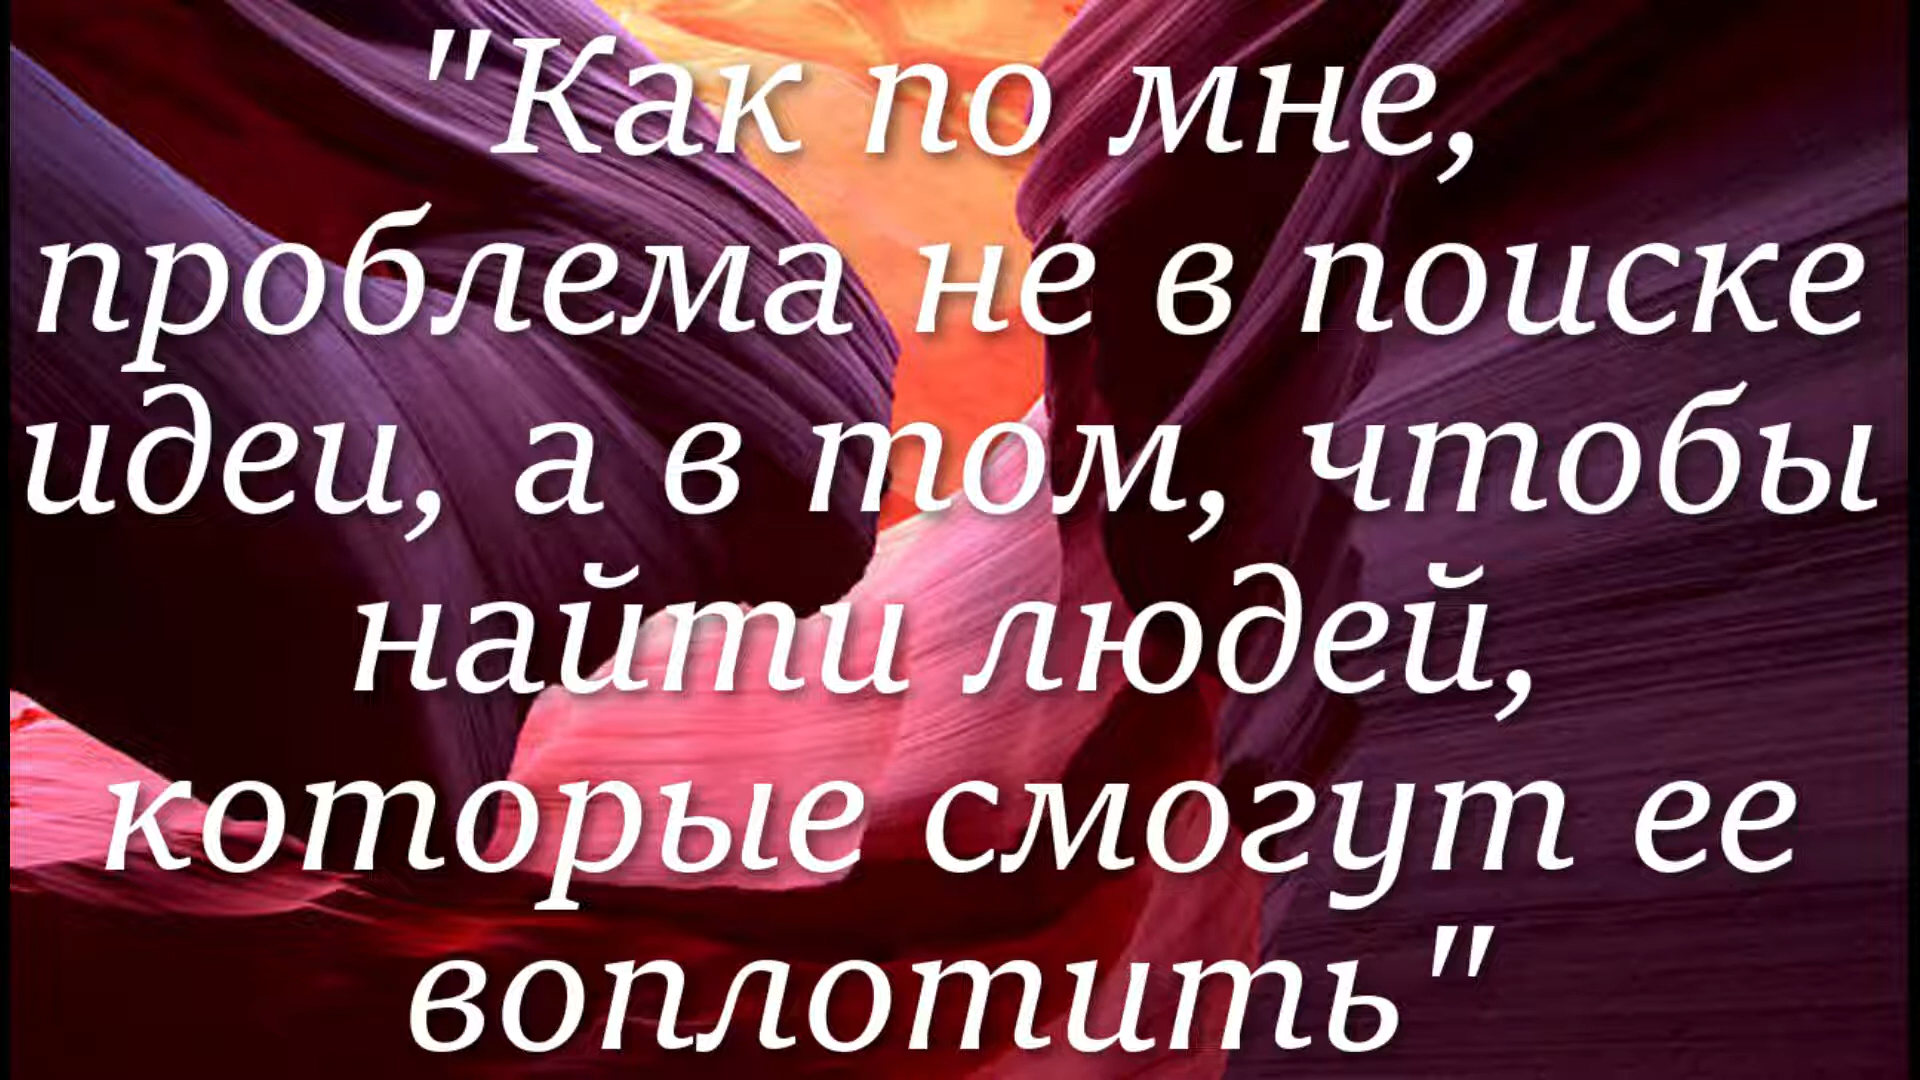 "Как по мне,
проблема не в поиске
идеи, а в том, чтобы
найти людей,
которые смогут ее
воплотить"